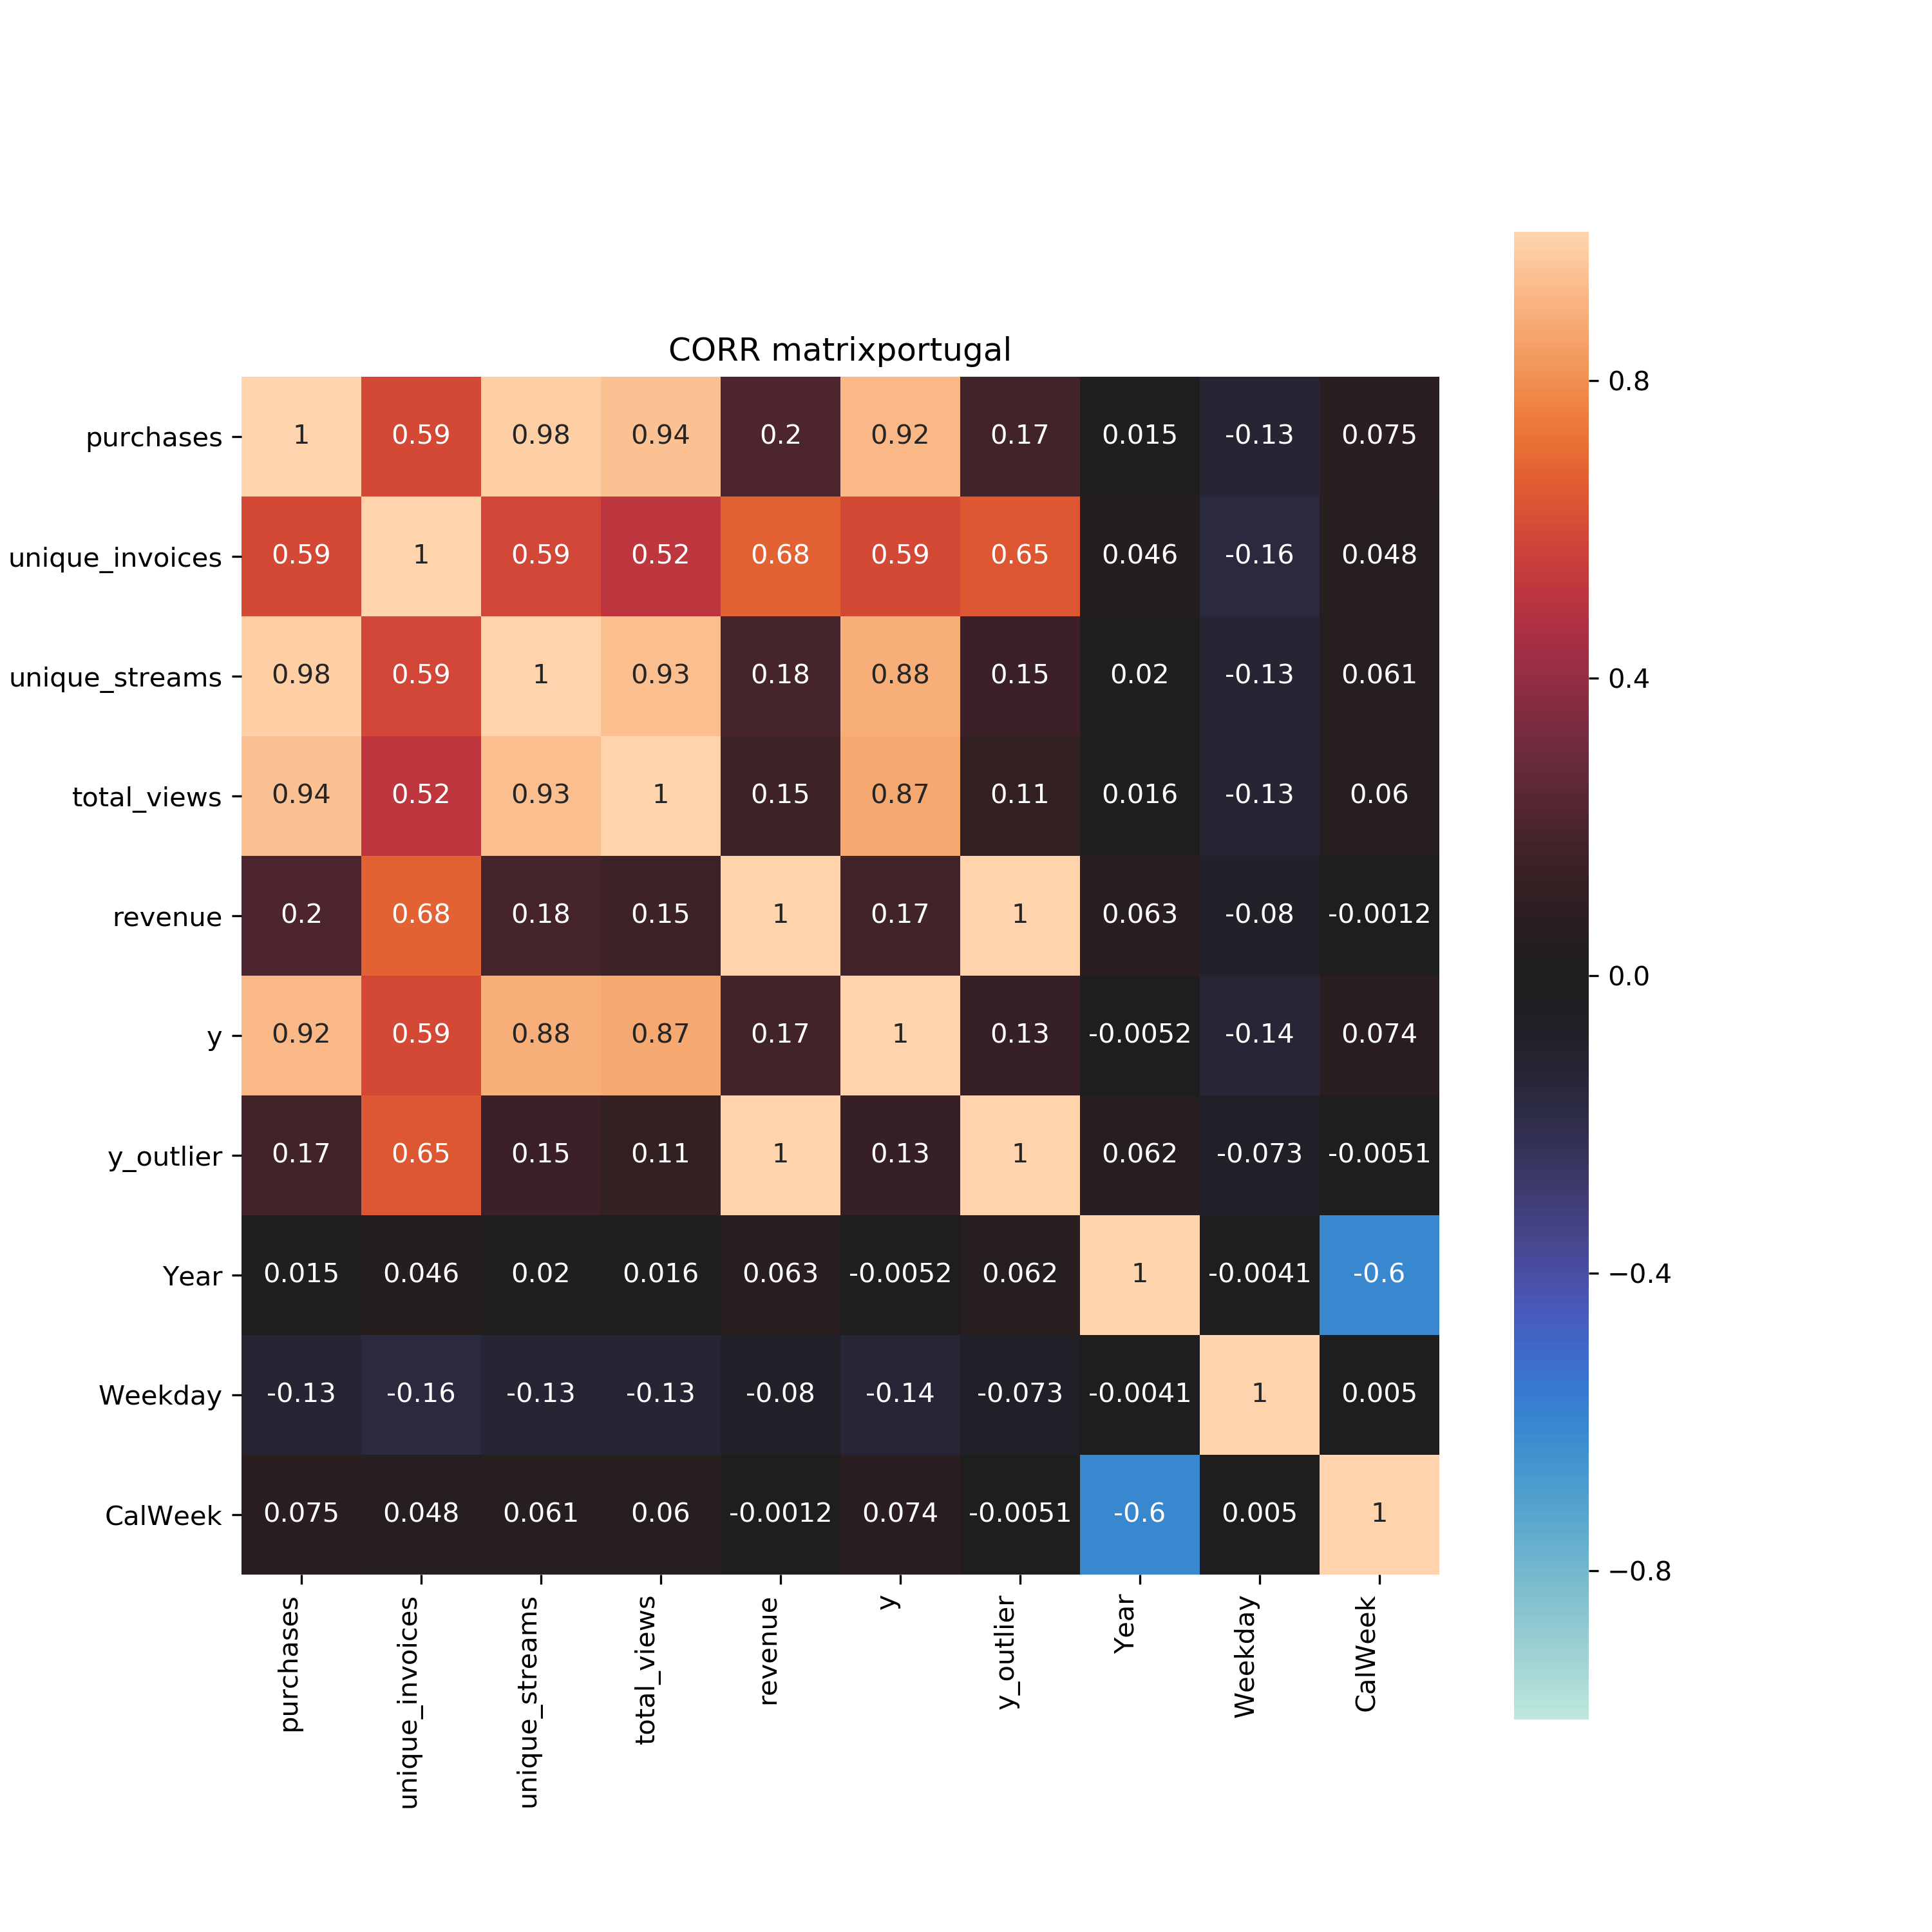 CORR matrixportugal
purchases 1 0.59 0.98 0.94 0.2 0.92 0.17 0.015 -0.13 0.075
unique_invoices 0.59 1 0.59 0.52 0.68 0.59 0.65 0.046 -0.16 0.048
unique_streams 0.98 0.59 1 0.93 0.18 0.88 0.15 0.02 -0.13 0.061
total_views 0.94 0.52 0.93 1 0.15 0.87 0.11 0.016 -0.13 0.06
revenue 0.2 0.68 0.18 0.15 1 0.17 1 0.063 -0.08 -0.0012
y 0.92 0.59 0.88 0.87 0.17 1 0.13 -0.0052 -0.14 0.074
y_outlier 0.17 0.65 0.15 0.11 1 0.13 1 0.062 -0.073 -0.0051
Year 0.015 0.046 0.02 0.016 0.063 -0.0052 0.062 1 -0.0041 -0.6
Weekday -0.13 -0.16 -0.13 -0.13 -0.08 -0.14 -0.073 -0.0041 1 0.005
CalWeek 0.075 0.048 0.061 0.06 -0.0012 0.074 -0.0051 -0.6 0.005 1
purchases
unique_invoices
unique_streams
total_views
revenue
y
y_outlier
Year
Weekday
CalWeek
0.8
0.4
0.0
−0.4
−0.8